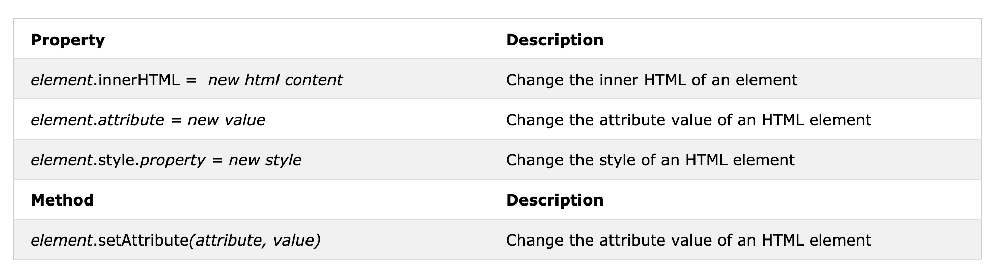 Property Description
element.innerHTML =  new html content Change the inner HTML of an element
element.attribute = new value Change the attribute value of an HTML element
element.style.property = new style Change the style of an HTML element
Method Description
element.setAttribute(attribute, value) Change the attribute value of an HTML element